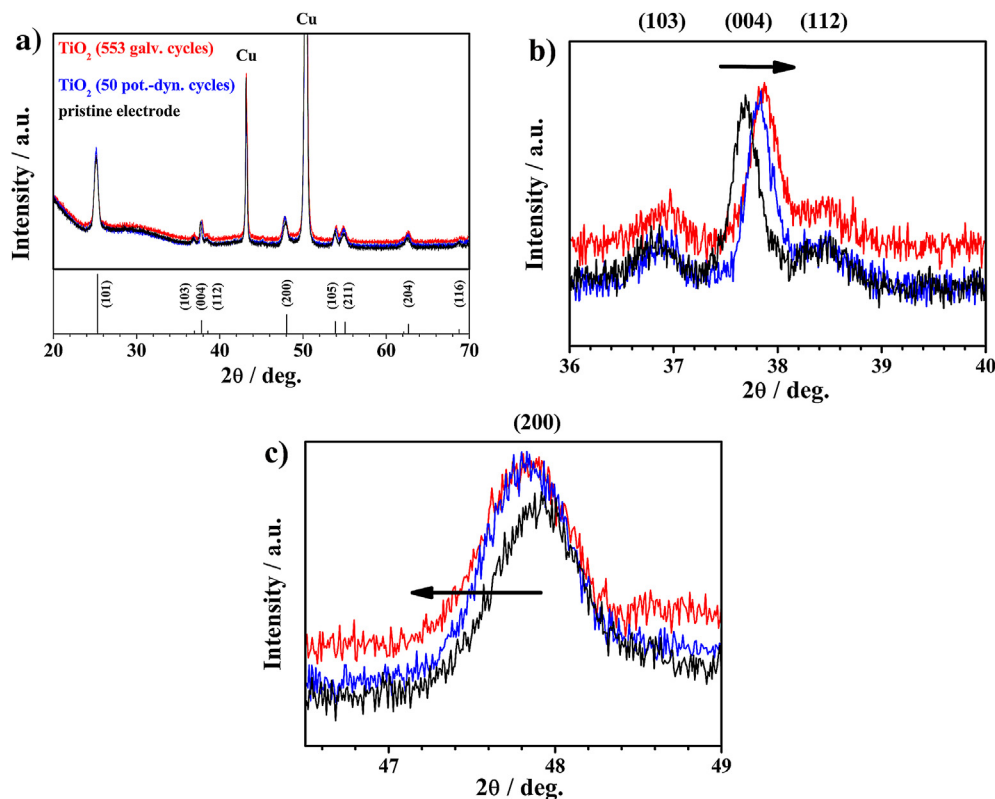 a)
Cu
Cu
TiO2 (553 galv. cycles)
TiO2 (50 pot.-dyn. cycles)
pristine electrode
Intensity / a.u.
(101)
(103)
(004)
(112)
(200)
(105)
(211)
(204)
(116)
20 30 40 50 60 70
2θ / deg.
b)
(103) (004) (112)
Intensity / a.u.
36 37 38 39 40
2θ / deg.
c)
(200)
Intensity / a.u.
47 48 49
2θ / deg.